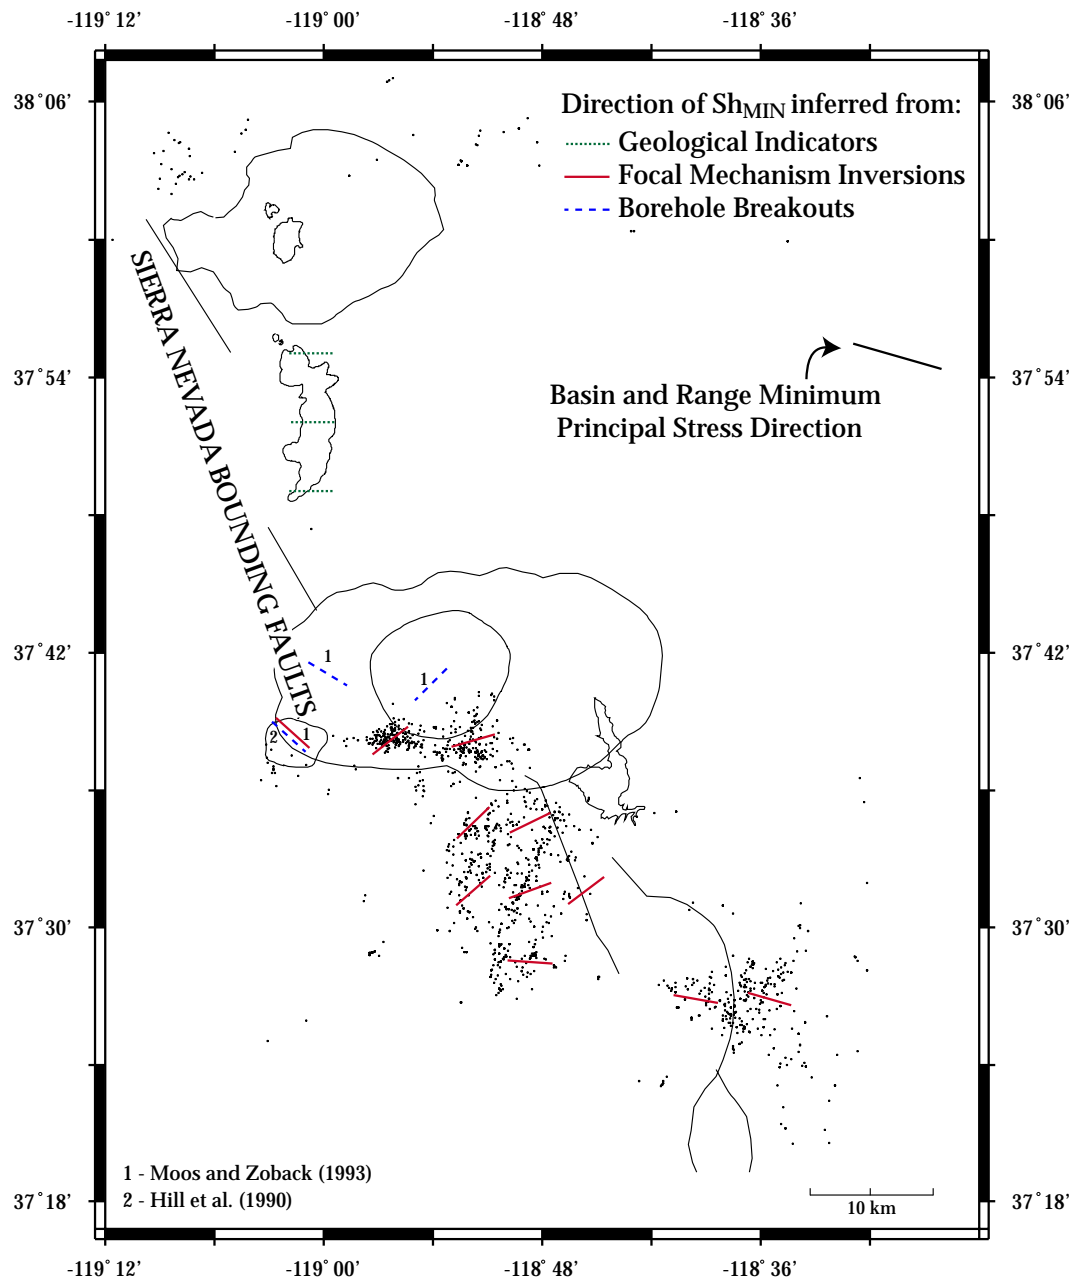 -119°12' -119°00' -118°48' -118°36'
38°06' 38°06'
Direction of ShMIN inferred from:
Geological Indicators
Focal Mechanism Inversions
Borehole Breakouts
SIERRA NEVADA BOUNDING FAULTS
37°54' 37°54'
Basin and Range Minimum
Principal Stress Direction
37°42' 37°42'
1
1
2 1
37°30' 37°30'
1 - Moos and Zoback (1993)
2 - Hill et al. (1990)
37°18' 37°18'
10 km
-119°12' -119°00' -118°48' -118°36'